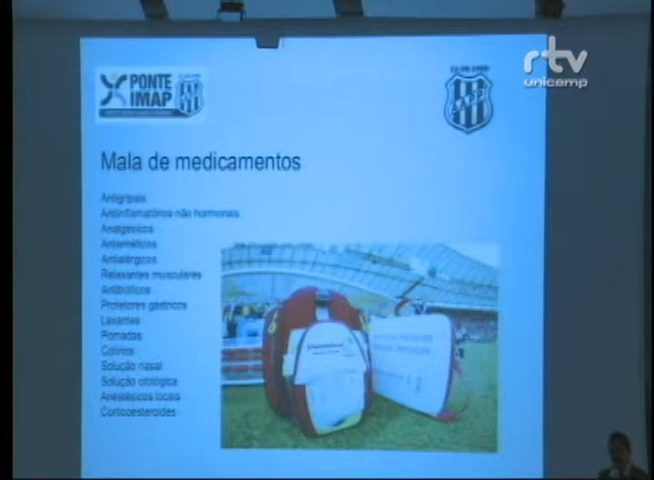 rtv
unicamp
PONTE
IMAP
Mala de medicamentos
Antigripais
Antiinflamatórios não hormonais
Analgésicos
Antieméticos
Antialérgicos
Relaxantes musculares
Antibióticos
Protetores gástricos
Laxantes
Pomadas
Colírios
Solução nasal
Solução otológica
Anestésicos locais
Corticoesteroides